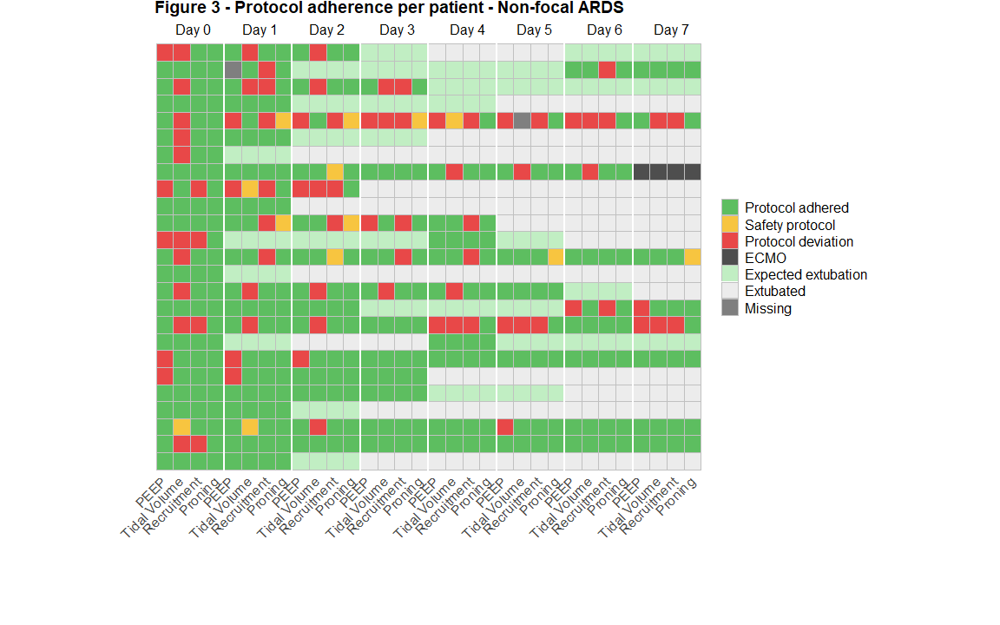 Figure 3 - Protocol adherence per patient - Non-focal ARDS
Day 0 Day 1 Day 2 Day 3 Day 4 Day 5 Day 6 Day 7
Protocol adhered
Safety protocol
Protocol deviation
ECMO
Expected extubation
Extubated
Missing
PEEP Tidal Volume Recruitment Proning PEEP Tidal Volume Recruitment Proning PEEP Tidal Volume Recruitment Proning PEEP Tidal Volume Recruitment Proning PEEP Tidal Volume Recruitment Proning PEEP Tidal Volume Recruitment Proning PEEP Tidal Volume Recruitment Proning PEEP Tidal Volume Recruitment Proning